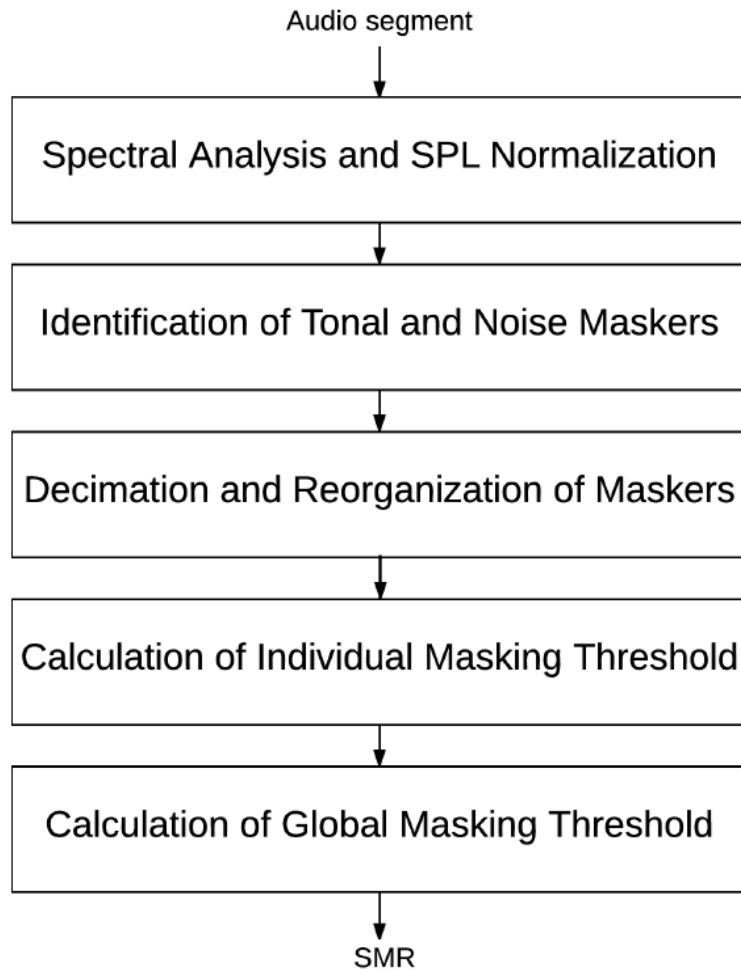 Audio segment
Spectral Analysis and SPL Normalization
Identification of Tonal and Noise Maskers
Decimation and Reorganization of Maskers
Calculation of Individual Masking Threshold
Calculation of Global Masking Threshold
SMR